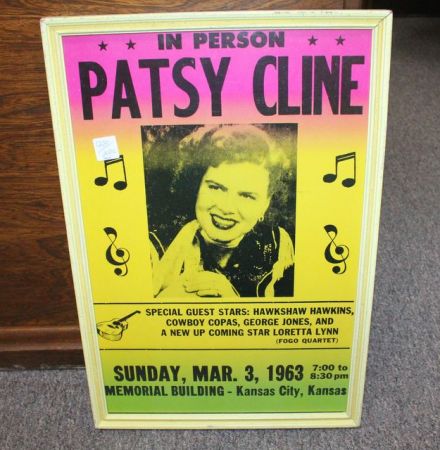 IN PERSON
PATSY CLINE
SPECIAL GUEST STARS: HAWKSHAW HAWKINS,
COWBOY COPAS, GEORGE JONES, AND
A NEW UP COMING STAR LORETTA LYNN
(FOGO QUARTET)
SUNDAY, MAR. 3, 1963 7:00 to
8:30 pm
MEMORIAL BUILDING - Kansas City, Kansas